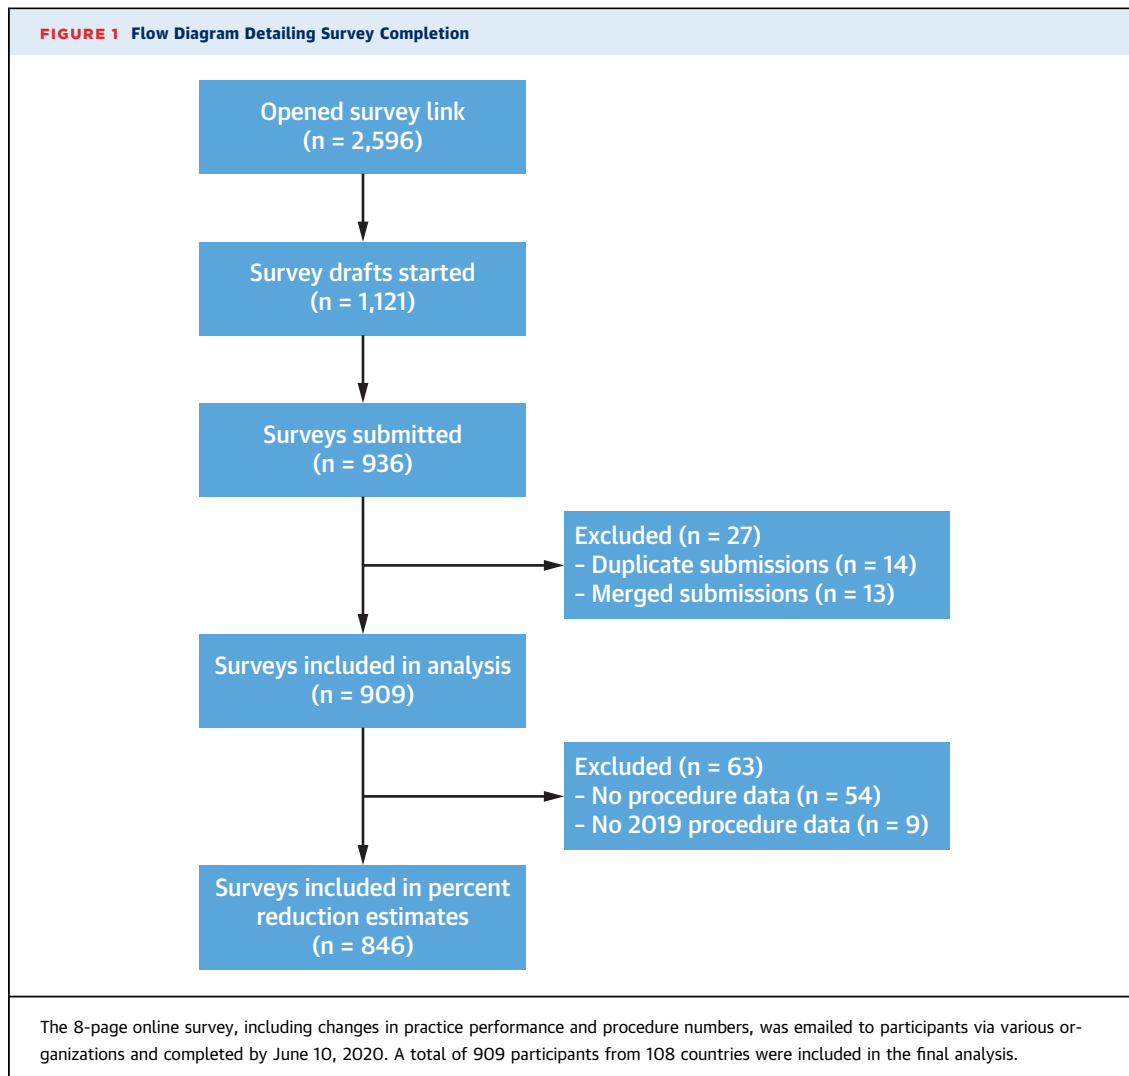 FIGURE 1 Flow Diagram Detailing Survey Completion
Opened survey link
(n = 2,596)
Survey drafts started
(n = 1,121)
Surveys submitted
(n = 936)
Excluded (n = 27)
- Duplicate submissions (n = 14)
- Merged submissions (n = 13)
Surveys included in analysis
(n = 909)
Excluded (n = 63)
- No procedure data (n = 54)
- No 2019 procedure data (n = 9)
Surveys included in percent
reduction estimates
(n = 846)
The 8-page online survey, including changes in practice performance and procedure numbers, was emailed to participants via various or-
ganizations and completed by June 10, 2020. A total of 909 participants from 108 countries were included in the final analysis.